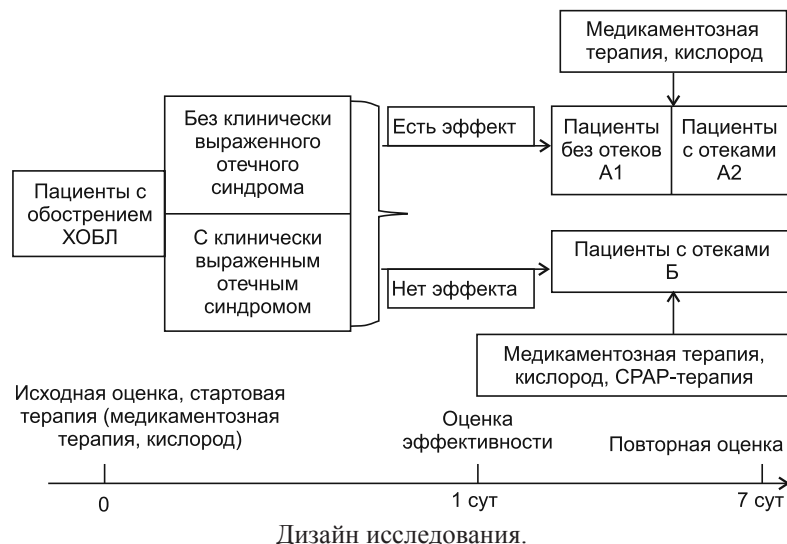 Медикаментозная
терапия, кислород
Без клинически
выраженного
отечного
синдрома
Есть эффект
Пациенты
без отеков
А1
Пациенты
с отеками
А2
Пациенты с
обострением
ХОБЛ
С клинически
выраженным
отечным
синдромом
Нет эффекта
Пациенты с отеками
Б
Медикаментозная терапия,
кислород, CPAP-терапия
Исходная оценка, стартовая
терапия (медикаментозная
терапия, кислород)
Оценка
эффективности
Повторная оценка
0
1 сут
7 сут
Дизайн исследования.